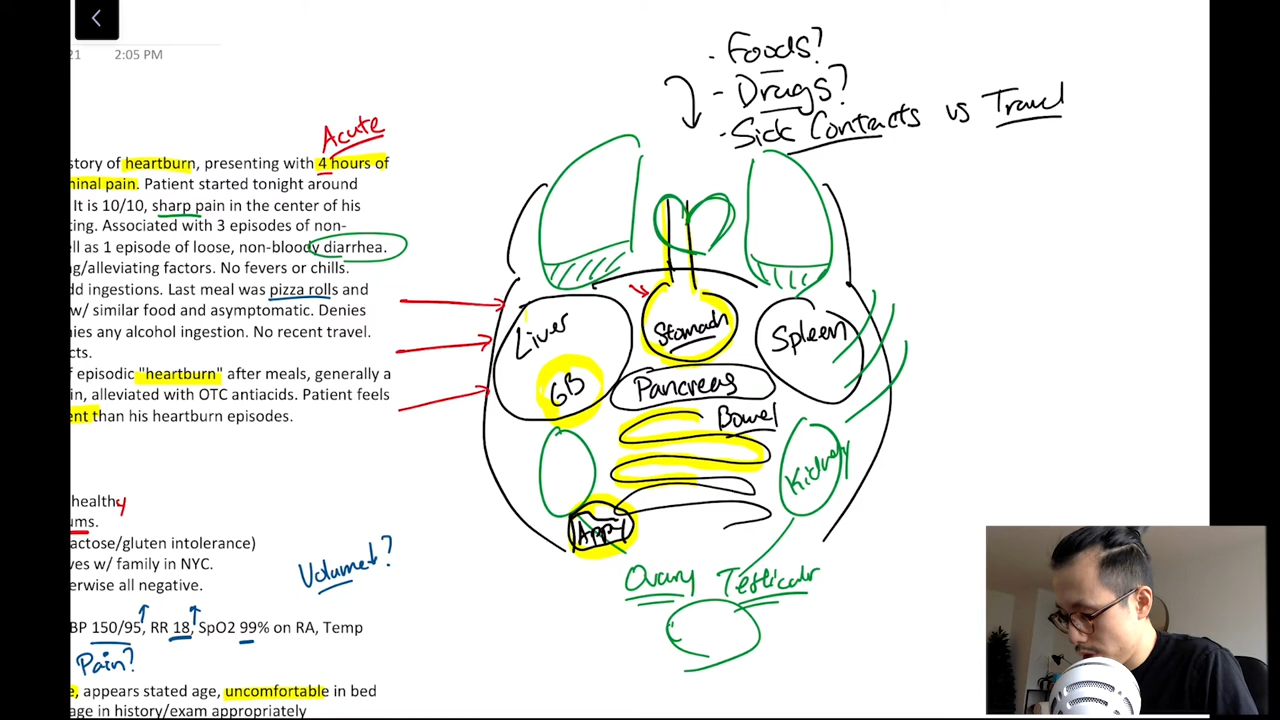 21 2:05 PM
Foods?
Drugs?
Sick Contacts vs Travel
Acute
story of heartburn, presenting with 4 hours of
minal pain. Patient started tonight around
It is 10/10, sharp pain in the center of his
ting. Associated with 3 episodes of non-
ell as 1 episode of loose, non-bloody diarrhea.
ng/alleviating factors. No fevers or chills.
dd ingestions. Last meal was pizza rolls and
w/ similar food and asymptomatic. Denies
nies any alcohol ingestion. No recent travel.
cts.
f episodic "heartburn" after meals, generally a
in, alleviated with OTC antiacids. Patient feels
ent than his heartburn episodes.
Liver
GB
Stomach
Spleen
Pancreas
Bowel
Kidney
Appy
Ovary Testicular
healthy
ums.
actose/gluten intolerance)
ves w/ family in NYC.
erwise all negative.
Volume↓?
BP 150/95, RR 18, SpO2 99% on RA, Temp
Pain?
e, appears stated age, uncomfortable in bed
age in history/exam appropriately